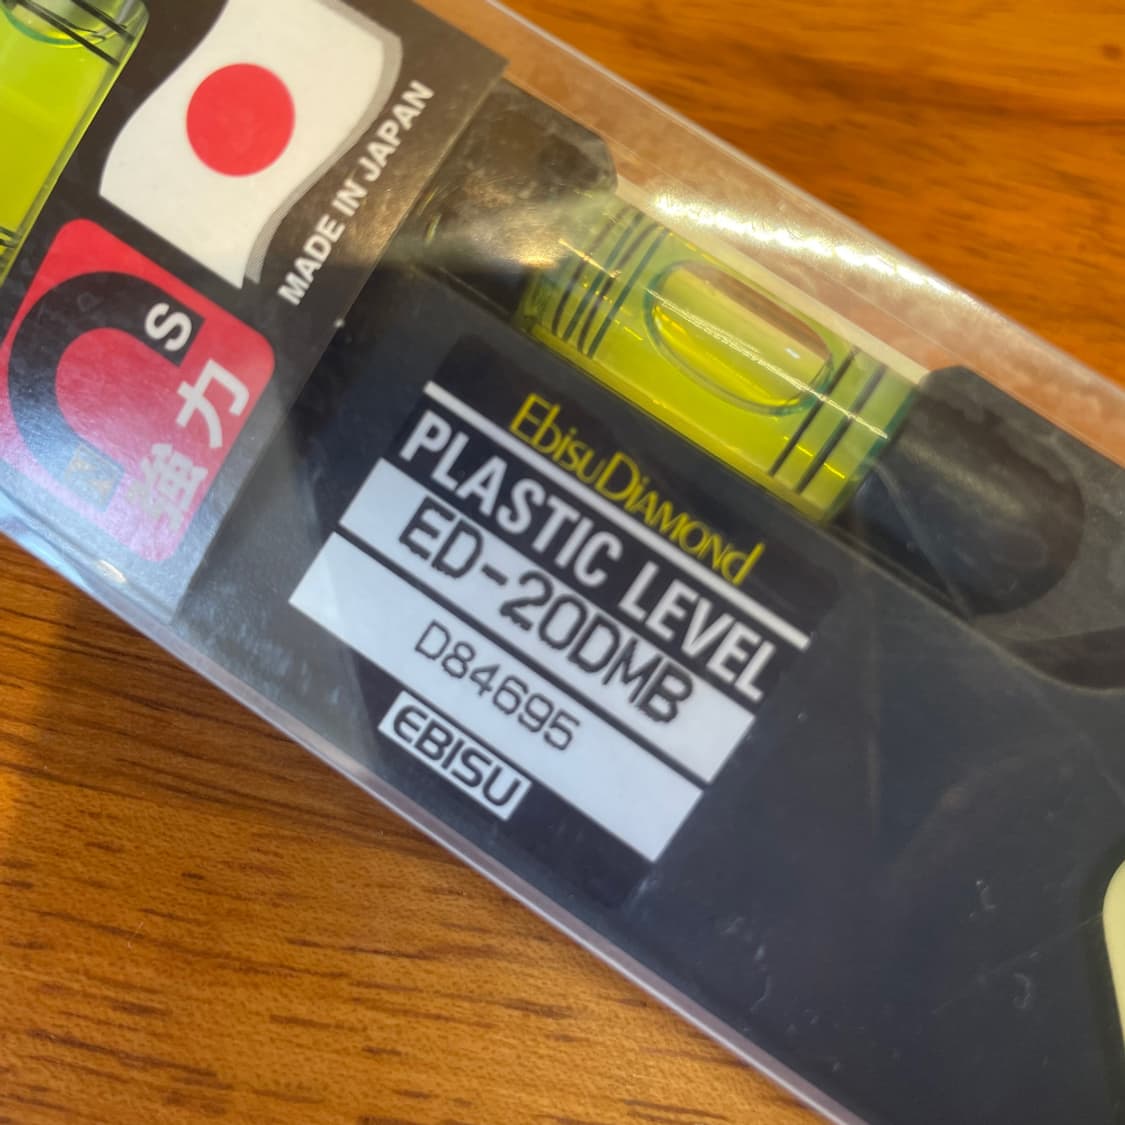 MADE IN JAPAN
S
強力
EbisuDiamond
PLASTIC LEVEL
ED-20DMB
D84695
EBISU